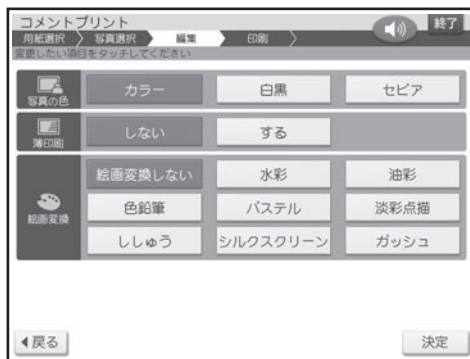 コメントプリント
終了
用紙選択 写真選択 編集 印刷
変更したい項目をタッチしてください
写真の色 カラー 白黒 セピア
薄印刷 しない する
絵画変換 絵画変換しない 水彩 油彩
色鉛筆 パステル 淡彩点描
ししゅう シルクスクリーン ガッシュ
戻る 決定